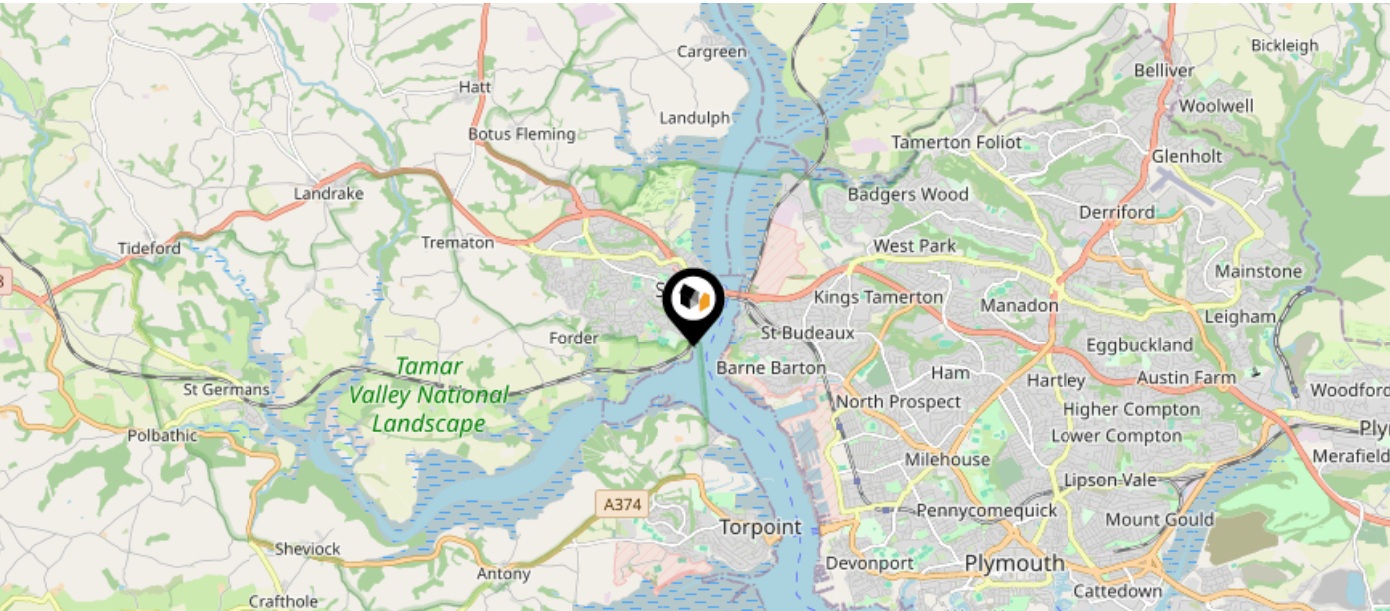 Cargreen
Bickleigh
Belliver
Hatt
Woolwell
Landulph
Botus Fleming
Tamerton Foliot
Glenholt
Landrake
Badgers Wood
Derriford
Tideford
Trematon
West Park
Mainstone
S
Kings Tamerton
Manadon
Leigham
Forder
St Budeaux
Eggbuckland
Tamar
Valley National
Landscape
Barne Barton
Ham
Hartley
Austin Farm
St Germans
Woodford
North Prospect
Higher Compton
Polbathic
Lower Compton
Ply
Milehouse
Merafield
Lipson Vale
A374
Pennycomequick
Mount Gould
Torpoint
Sheviock
Devonport
Plymouth
Antony
Cattedown
Crafthole